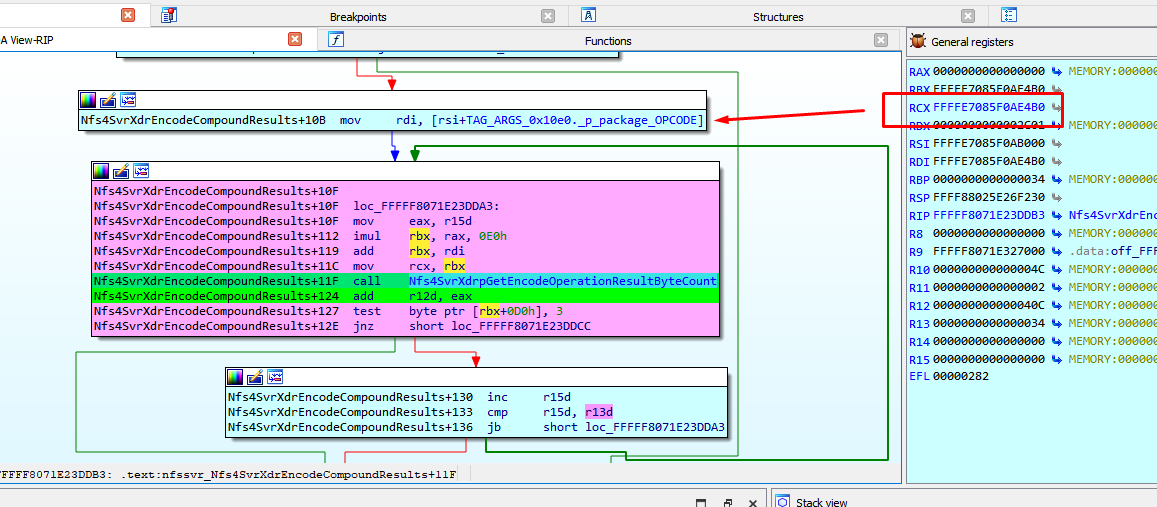 Breakpoints
Structures
A View-RIP
Functions
General registers
Nfs4SvrXdrEncodeCompoundResults+10B mov rdi, [rsi+TAG_ARGS_0x10e0._p_package_OPCODE]
Nfs4SvrXdrEncodeCompoundResults+10F
Nfs4SvrXdrEncodeCompoundResults+10F loc_FFFFF8071E23DDA3:
Nfs4SvrXdrEncodeCompoundResults+10F mov eax, r15d
Nfs4SvrXdrEncodeCompoundResults+112 imul rbx, rax, 0E0h
Nfs4SvrXdrEncodeCompoundResults+119 add rbx, rdi
Nfs4SvrXdrEncodeCompoundResults+11C mov rcx, rbx
Nfs4SvrXdrEncodeCompoundResults+11F call Nfs4SvrXdrpGetEncodeOperationResultByteCount
Nfs4SvrXdrEncodeCompoundResults+124 add r12d, eax
Nfs4SvrXdrEncodeCompoundResults+127 test byte ptr [rbx+0D0h], 3
Nfs4SvrXdrEncodeCompoundResults+12E jnz short loc_FFFFF8071E23DDCC
Nfs4SvrXdrEncodeCompoundResults+130 inc r15d
Nfs4SvrXdrEncodeCompoundResults+133 cmp r15d, r13d
Nfs4SvrXdrEncodeCompoundResults+136 jb short loc_FFFFF8071E23DDA3
FFFFF8071E23DDB3: .text:nfssvr_Nfs4SvrXdrEncodeCompoundResults+11F
RAX 0000000000000000 MEMORY:000000
RBX FFFFE7085F0AE4B0
RCX FFFFE7085F0AE4B0
RDX 0000000000002C01 MEMORY:000000
RSI FFFFE7085F0AB000
RDI FFFFE7085F0AE4B0
RBP 0000000000000034 MEMORY:000000
RSP FFFF88025E26F230
RIP FFFFF8071E23DDB3 Nfs4SvrXdrEnc
R8 0000000000000000 MEMORY:000000
R9 FFFFF8071E327000 .data:off_FFF
R10 000000000000004C MEMORY:000000
R11 0000000000000002 MEMORY:000000
R12 000000000000040C MEMORY:000000
R13 0000000000000034 MEMORY:000000
R14 0000000000000000 MEMORY:000000
R15 0000000000000000 MEMORY:000000
EFL 00000282
Stack view